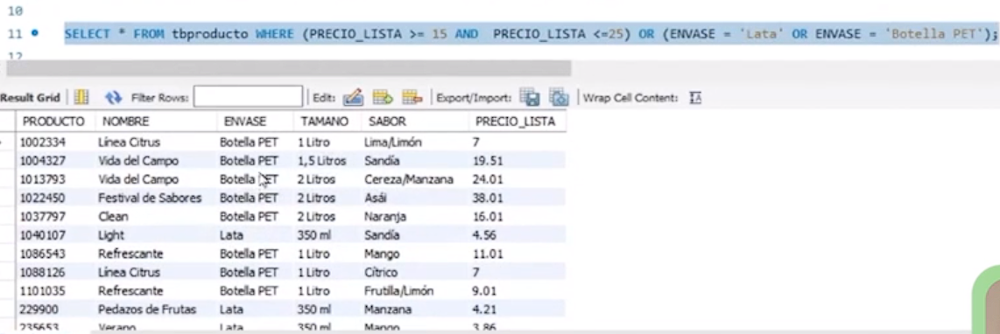 10
11 SELECT * FROM tbproducto WHERE (PRECIO_LISTA >= 15 AND  PRECIO_LISTA <=25) OR (ENVASE = 'Lata' OR ENVASE = 'Botella PET');
12
Result Grid Filter Rows: Edit: Export/Import: Wrap Cell Content: IA
PRODUCTO NOMBRE ENVASE TAMANO SABOR PRECIO_LISTA
1002334 Línea Citrus Botella PET 1 Litro Lima/Limón 7
1004327 Vida del Campo Botella PET 1,5 Litros Sandía 19.51
1013793 Vida del Campo Botella PET 2 Litros Cereza/Manzana 24.01
1022450 Festival de Sabores Botella PET 2 Litros Asái 38.01
1037797 Clean Botella PET 2 Litros Naranja 16.01
1040107 Light Lata 350 ml Sandía 4.56
1086543 Refrescante Botella PET 1 Litro Mango 11.01
1088126 Línea Citrus Botella PET 1 Litro Cítrico 7
1101035 Refrescante Botella PET 1 Litro Frutilla/Limón 9.01
229900 Pedazos de Frutas Lata 350 ml Manzana 4.21
235653 Verano Lata 350 ml Mango 3.86